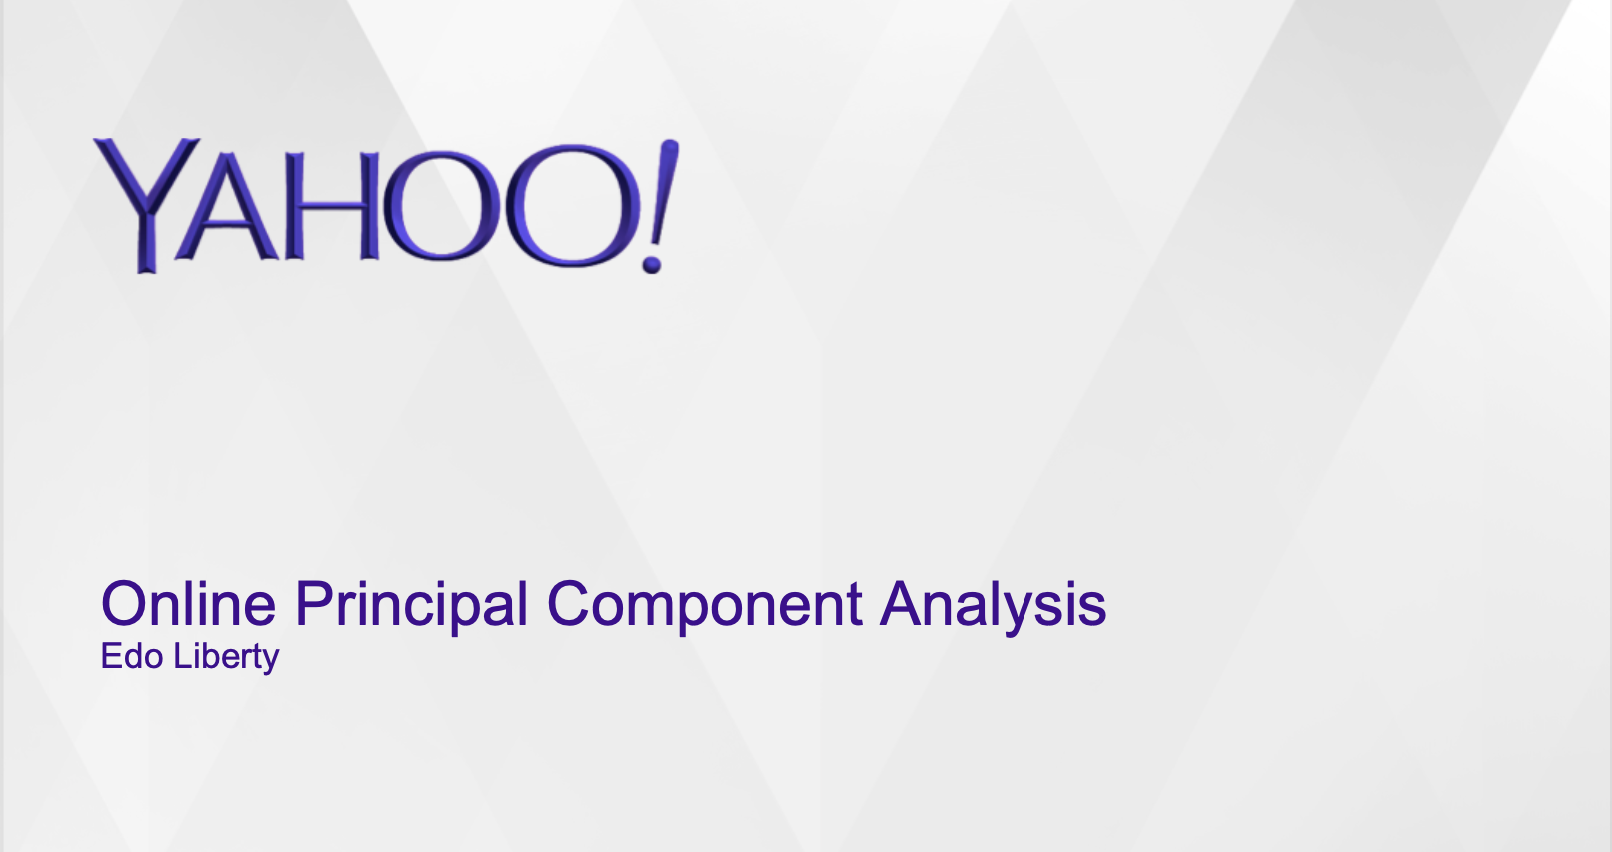 YAHOO!
Online Principal Component Analysis
Edo Liberty